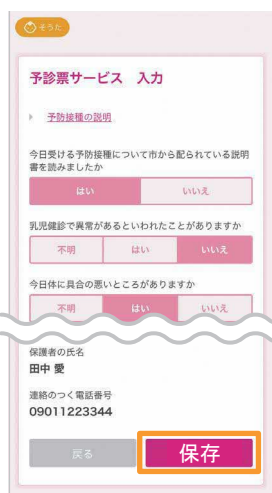 そうた
予診票サービス 入力
予防接種の説明
今日受ける予防接種について市から配られている説明
書を読みましたか
はい いいえ
乳児健診で異常があるといわれたことがありますか
不明 はい いいえ
今日体に具合の悪いところがありますか
不明 はい いいえ
保護者の氏名
田中 愛
連絡のつく電話番号
09011223344
戻る 保存